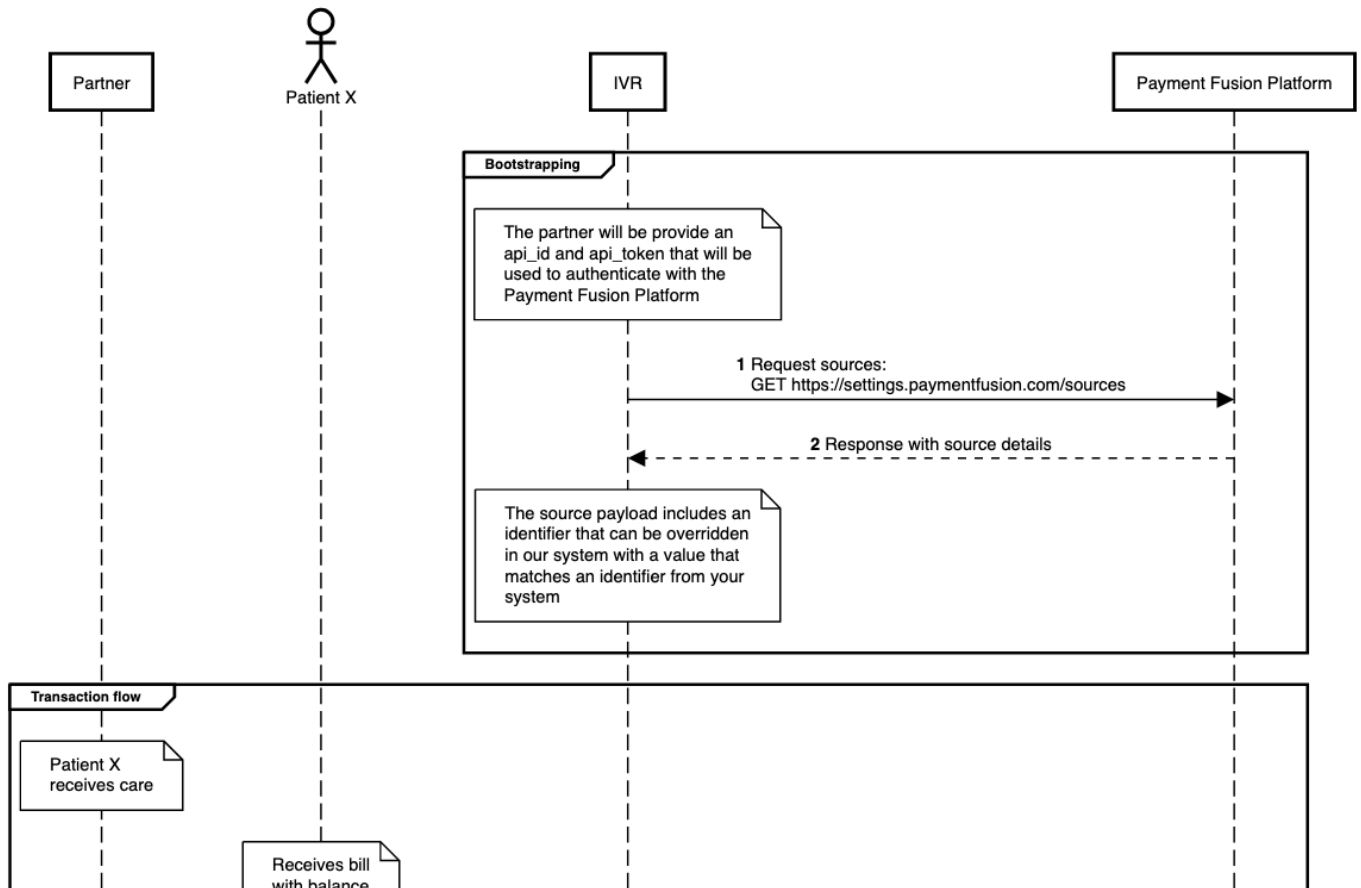 Partner
Patient X
IVR
Payment Fusion Platform
Bootstrapping
The partner will be provide an
api_id and api_token that will be
used to authenticate with the
Payment Fusion Platform
1 Request sources:
GET https://settings.paymentfusion.com/sources
2 Response with source details
The source payload includes an
identifier that can be overridden
in our system with a value that
matches an identifier from your
system
Transaction flow
Patient X
receives care
Receives bill
with balance